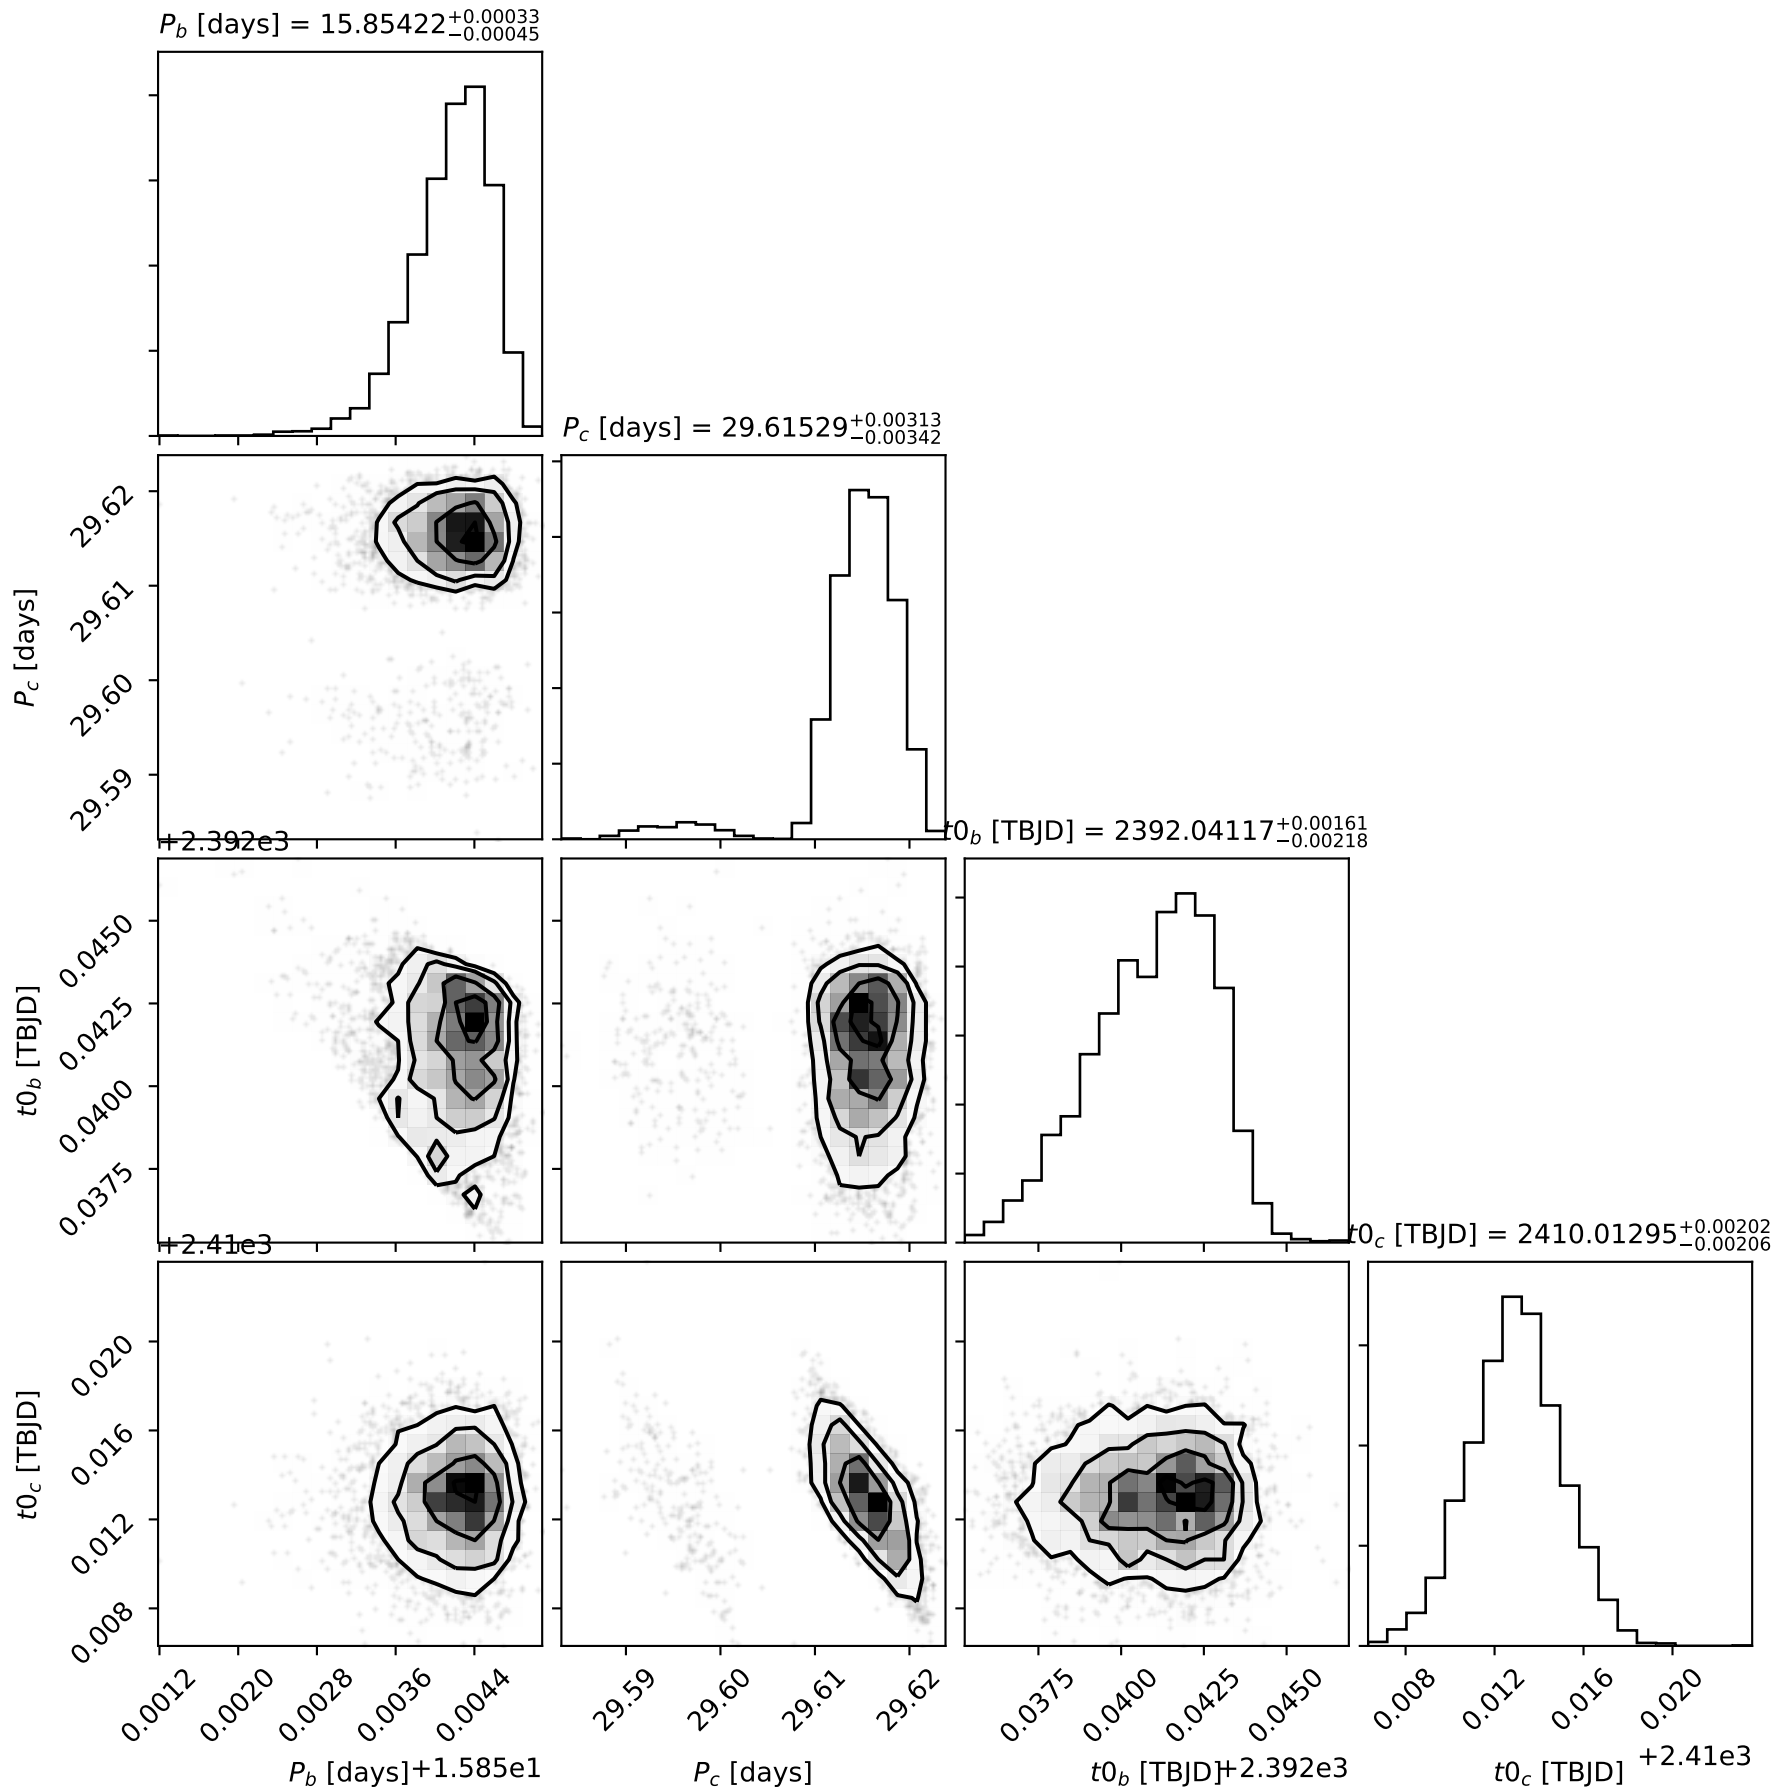 P_b [days] = 15.85422 +0.00033 −0.00045
P_c [days] = 29.61529 +0.00313 −0.00342
29.62
29.61
29.60
29.59
P_c [days]
+2.392e3
t0_b [TBJD] = 2392.04117 +0.00161 −0.00218
0.0450
0.0425
0.0400
0.0375
t0_b [TBJD]
+2.41e3
t0_c [TBJD] = 2410.01295 +0.00202 −0.00206
0.020
0.016
0.012
0.008
t0_c [TBJD]
0.0012 0.0020 0.0028 0.0036 0.0044 29.59 29.60 29.61 29.62 0.0375 0.0400 0.0425 0.0450 0.008 0.012 0.016 0.020
P_b [days] +1.585e1 P_c [days] t0_b [TBJD] +2.392e3 t0_c [TBJD] +2.41e3